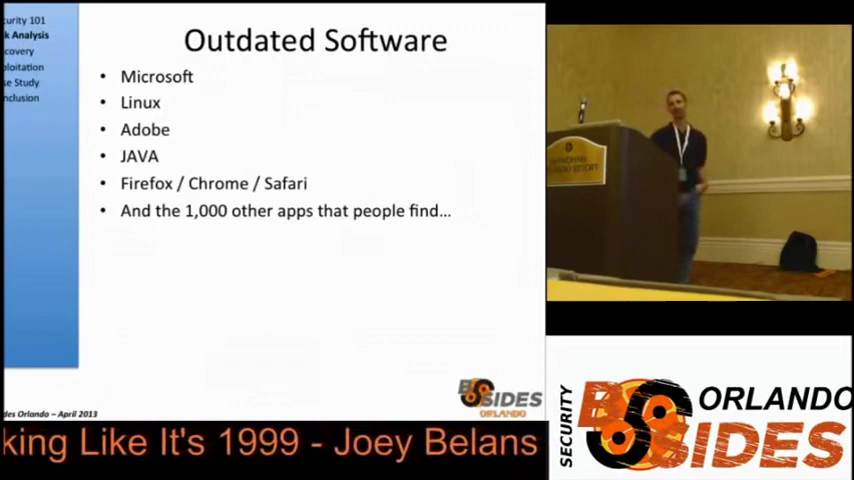 curity 101
k Analysis
covery
ploitation
se Study
nclusion
Outdated Software
• Microsoft
• Linux
• Adobe
• JAVA
• Firefox / Chrome / Safari
• And the 1,000 other apps that people find...
des Orlando – April 2013
BSIDES
ORLANDO
king Like It's 1999 - Joey Belans
SECURITY
BSIDES
ORLANDO